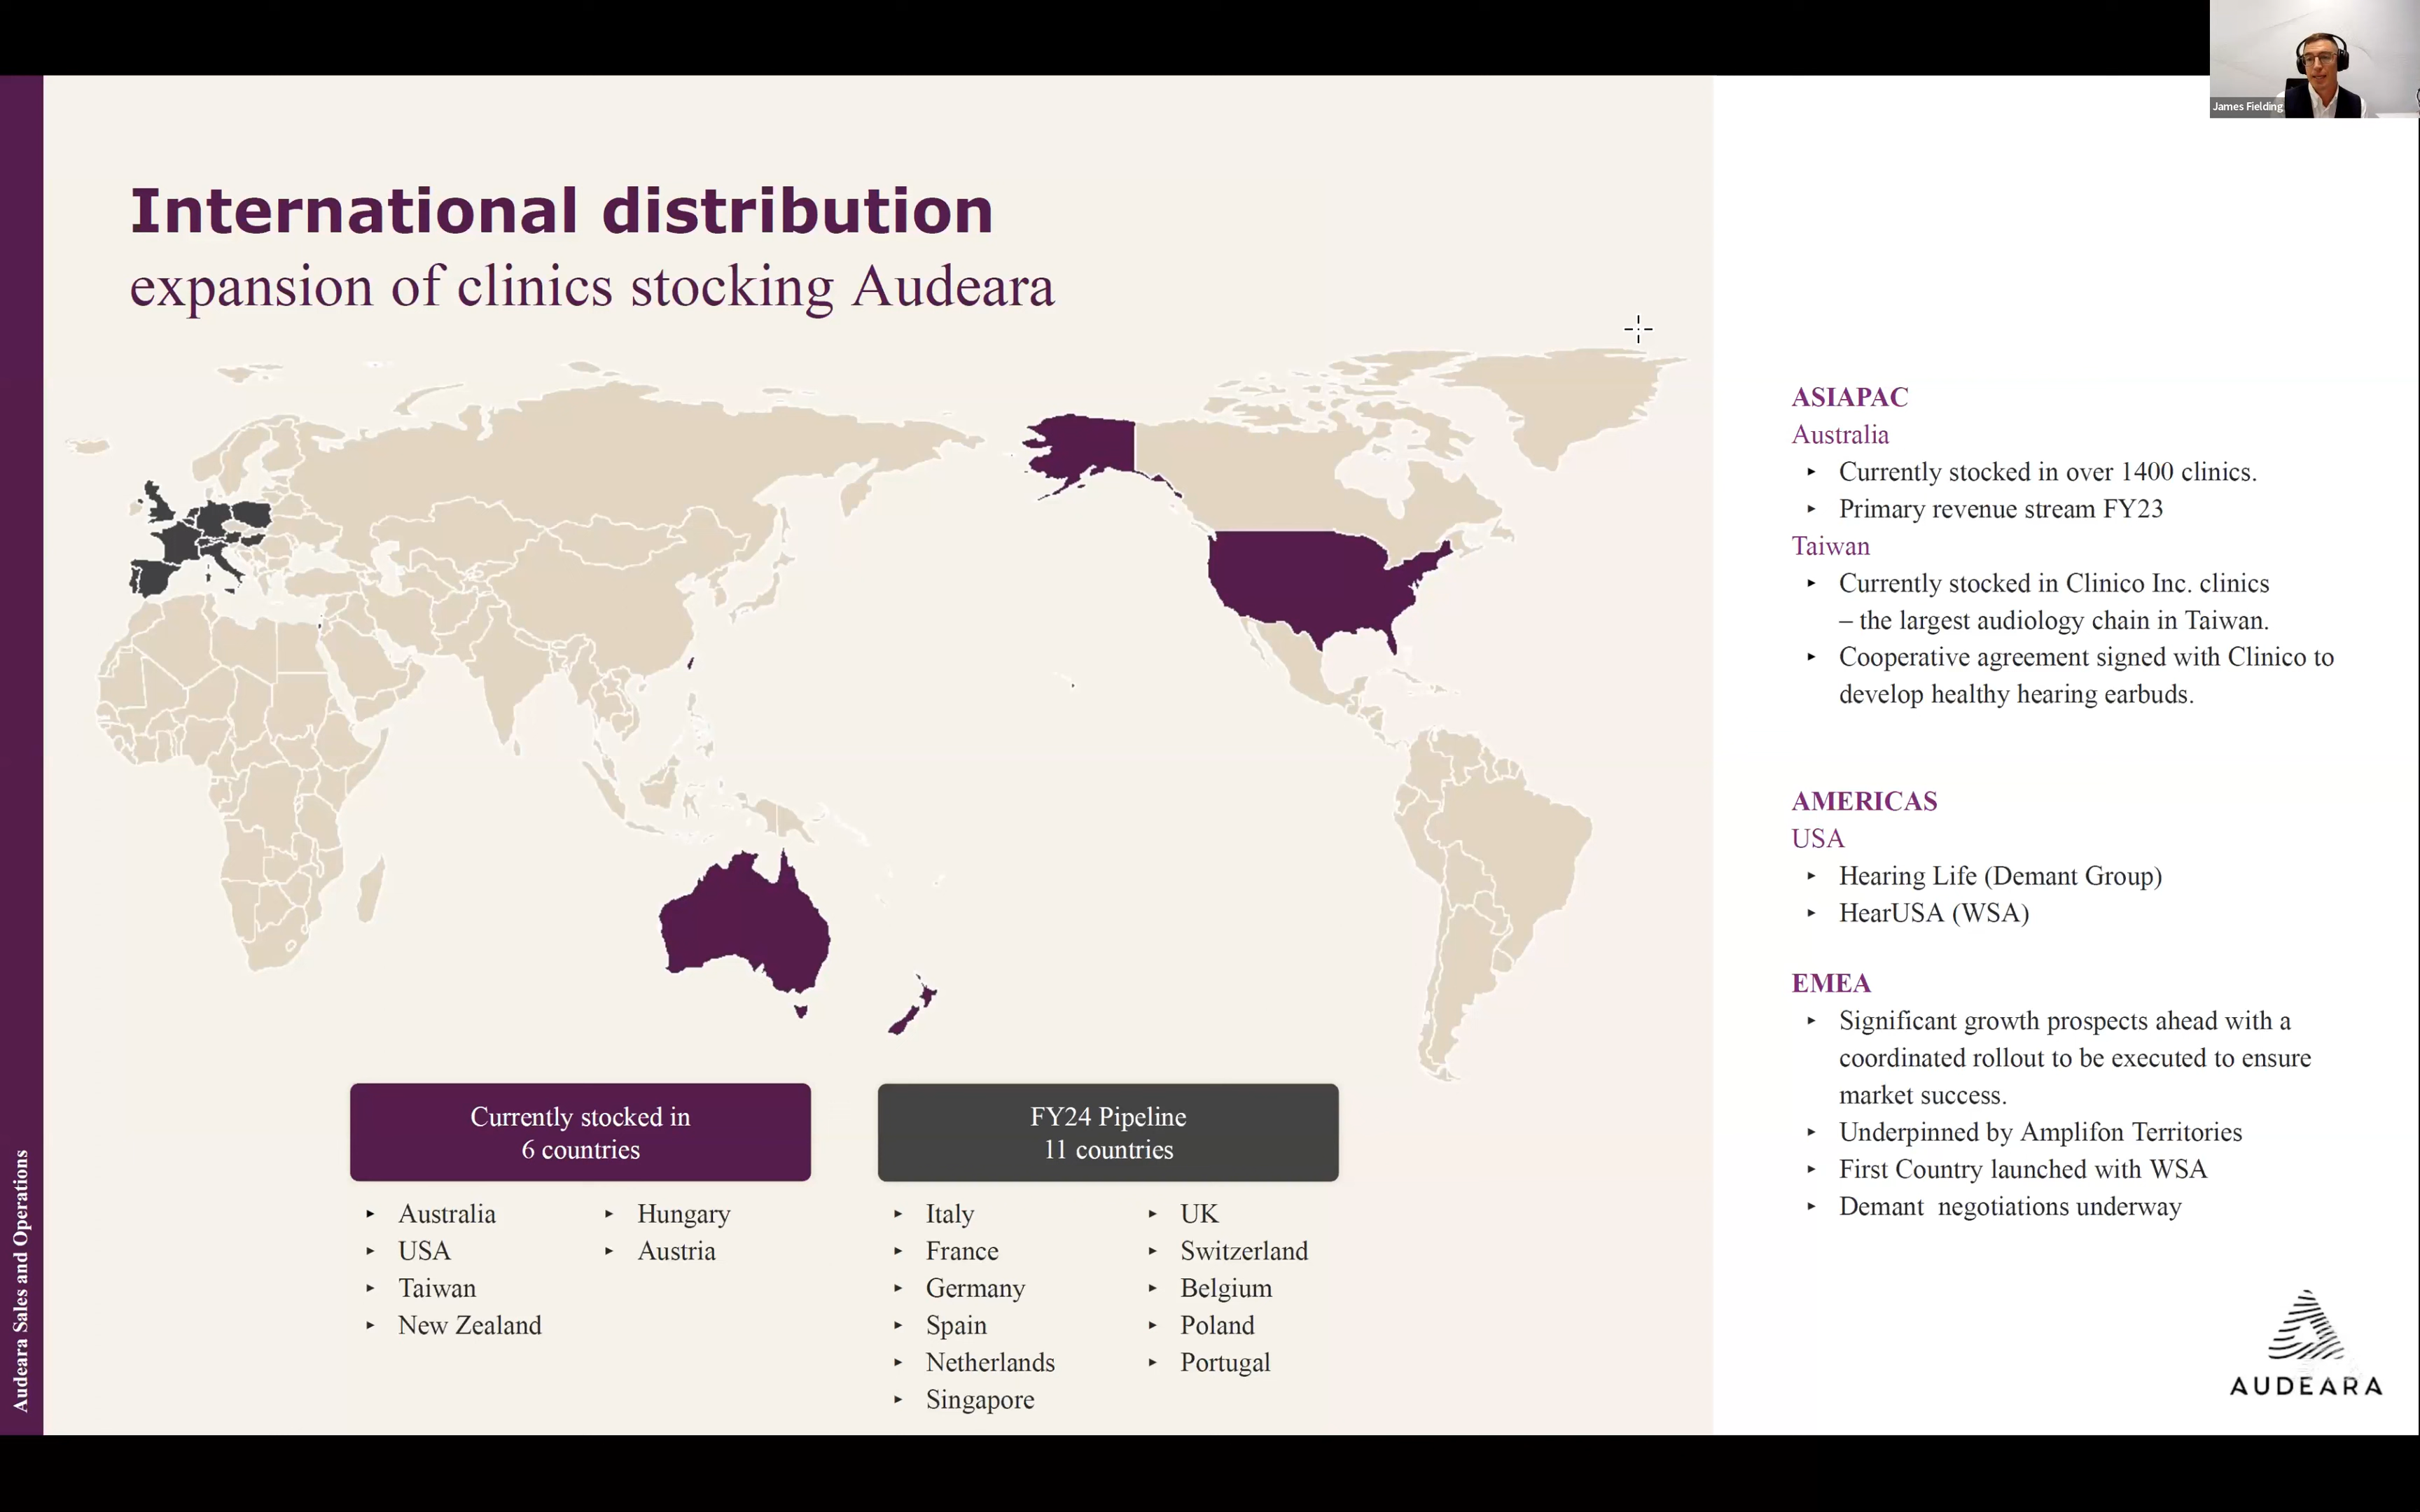 James Fielding
International distribution
expansion of clinics stocking Audeara
Currently stocked in
6 countries
‣ Australia
‣ USA
‣ Taiwan
‣ New Zealand
‣ Hungary
‣ Austria
FY24 Pipeline
11 countries
‣ Italy
‣ France
‣ Germany
‣ Spain
‣ Netherlands
‣ Singapore
‣ UK
‣ Switzerland
‣ Belgium
‣ Poland
‣ Portugal
ASIAPAC
Australia
‣ Currently stocked in over 1400 clinics.
‣ Primary revenue stream FY23
Taiwan
‣ Currently stocked in Clinico Inc. clinics
– the largest audiology chain in Taiwan.
‣ Cooperative agreement signed with Clinico to
develop healthy hearing earbuds.
AMERICAS
USA
‣ Hearing Life (Demant Group)
‣ HearUSA (WSA)
EMEA
‣ Significant growth prospects ahead with a
coordinated rollout to be executed to ensure
market success.
‣ Underpinned by Amplifon Territories
‣ First Country launched with WSA
‣ Demant  negotiations underway
AUDEARA
Audeara Sales and Operations